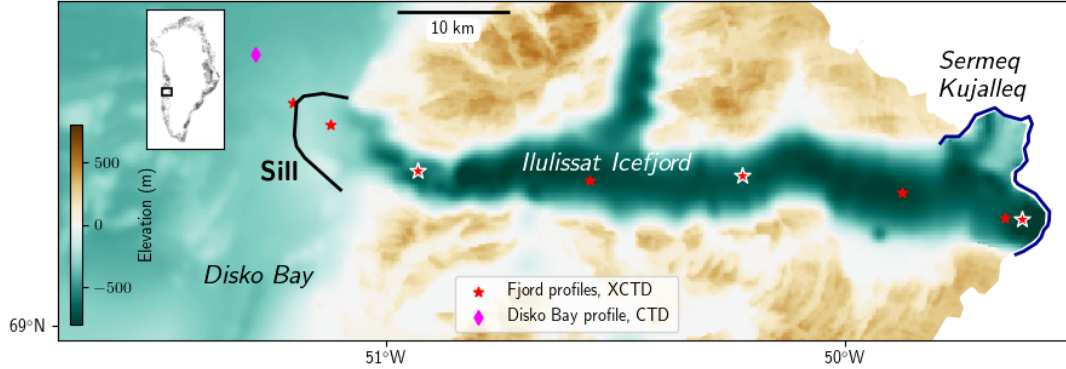 10 km
Sermeq
Kujalleq
Ilulissat Icefjord
Sill
500
0
−500
Elevation (m)
Disko Bay
Fjord profiles, XCTD
Disko Bay profile, CTD
69°N
51°W
50°W